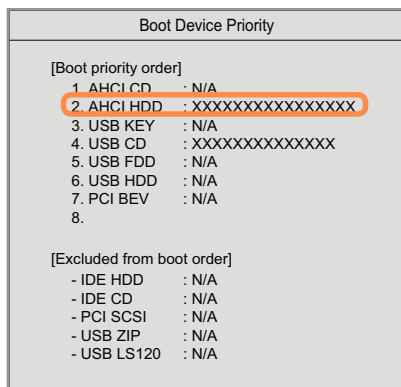 Boot Device Priority
[Boot priority order]
1. AHCI CD : N/A
2. AHCI HDD : XXXXXXXXXXXXXXXX
3. USB KEY : N/A
4. USB CD : XXXXXXXXXXXXXX
5. USB FDD : N/A
6. USB HDD : N/A
7. PCI BEV : N/A
8.
[Excluded from boot order]
- IDE HDD : N/A
- IDE CD : N/A
- PCI SCSI : N/A
- USB ZIP : N/A
- USB LS120 : N/A